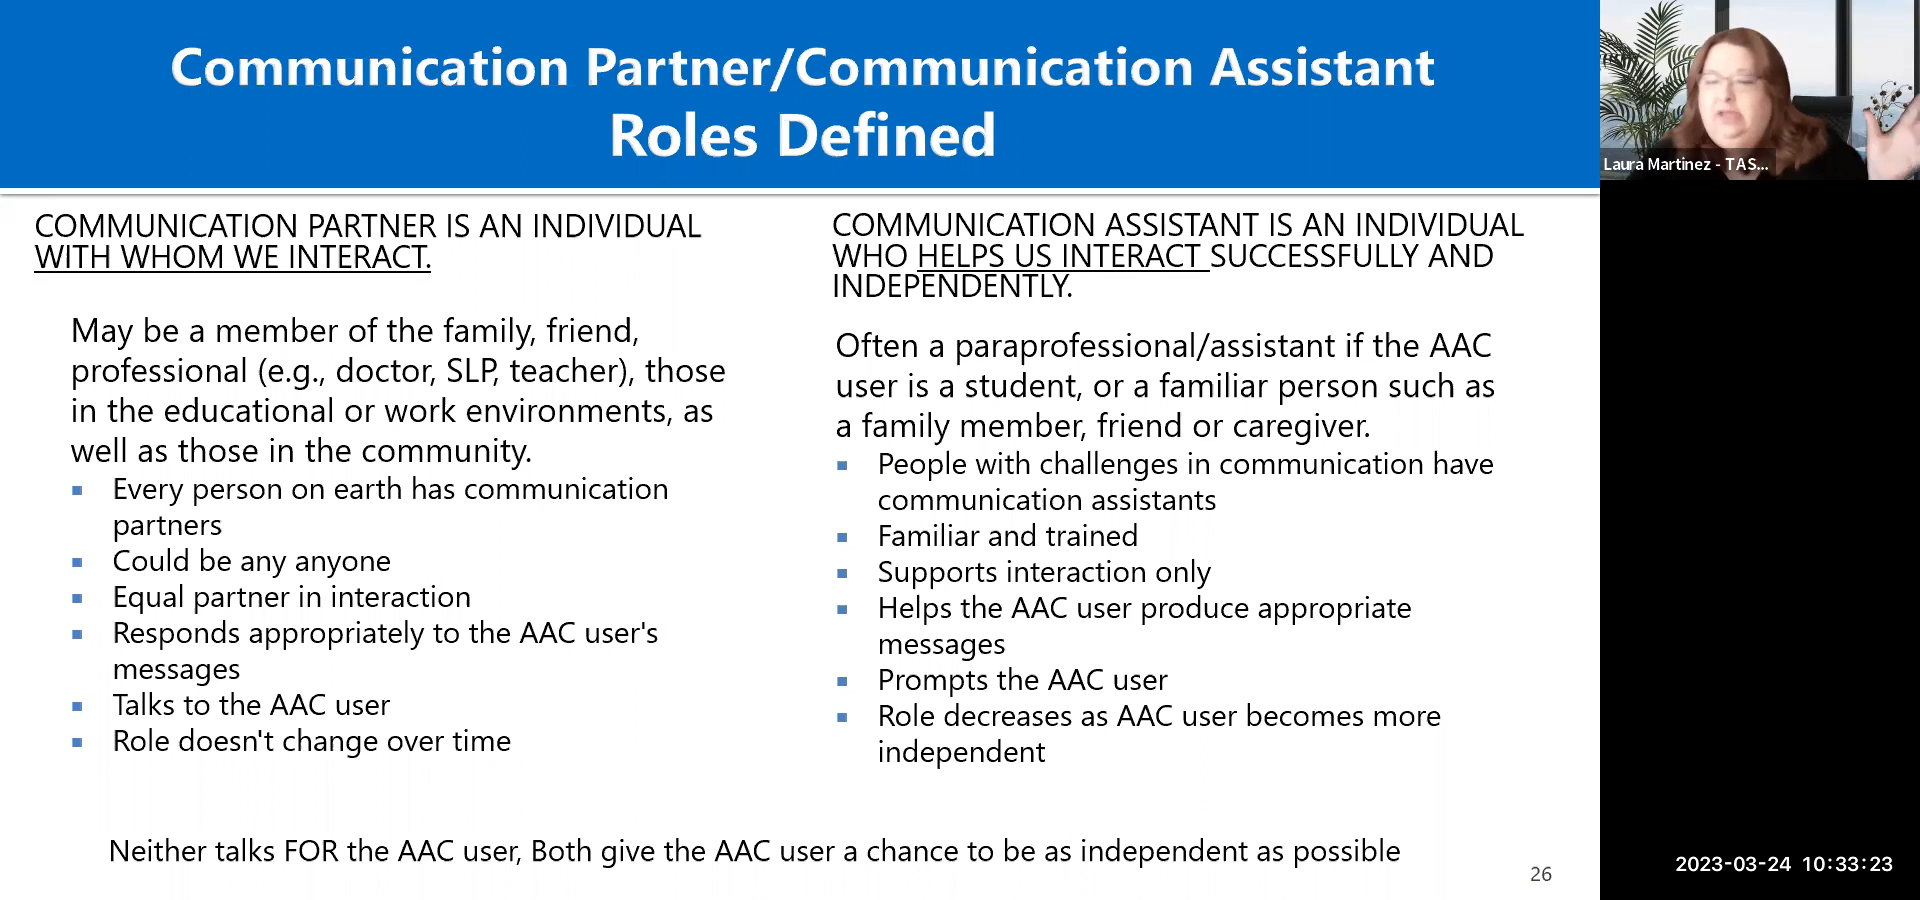 Communication Partner/Communication Assistant
Roles Defined
COMMUNICATION PARTNER IS AN INDIVIDUAL
WITH WHOM WE INTERACT.
May be a member of the family, friend,
professional (e.g., doctor, SLP, teacher), those
in the educational or work environments, as
well as those in the community.
Every person on earth has communication
partners
Could be any anyone
Equal partner in interaction
Responds appropriately to the AAC user's
messages
Talks to the AAC user
Role doesn't change over time
COMMUNICATION ASSISTANT IS AN INDIVIDUAL
WHO HELPS US INTERACT SUCCESSFULLY AND
INDEPENDENTLY.
Often a paraprofessional/assistant if the AAC
user is a student, or a familiar person such as
a family member, friend or caregiver.
People with challenges in communication have
communication assistants
Familiar and trained
Supports interaction only
Helps the AAC user produce appropriate
messages
Prompts the AAC user
Role decreases as AAC user becomes more
independent
Neither talks FOR the AAC user, Both give the AAC user a chance to be as independent as possible
26
Laura Martinez - TAS...
2023-03-24 10:33:23